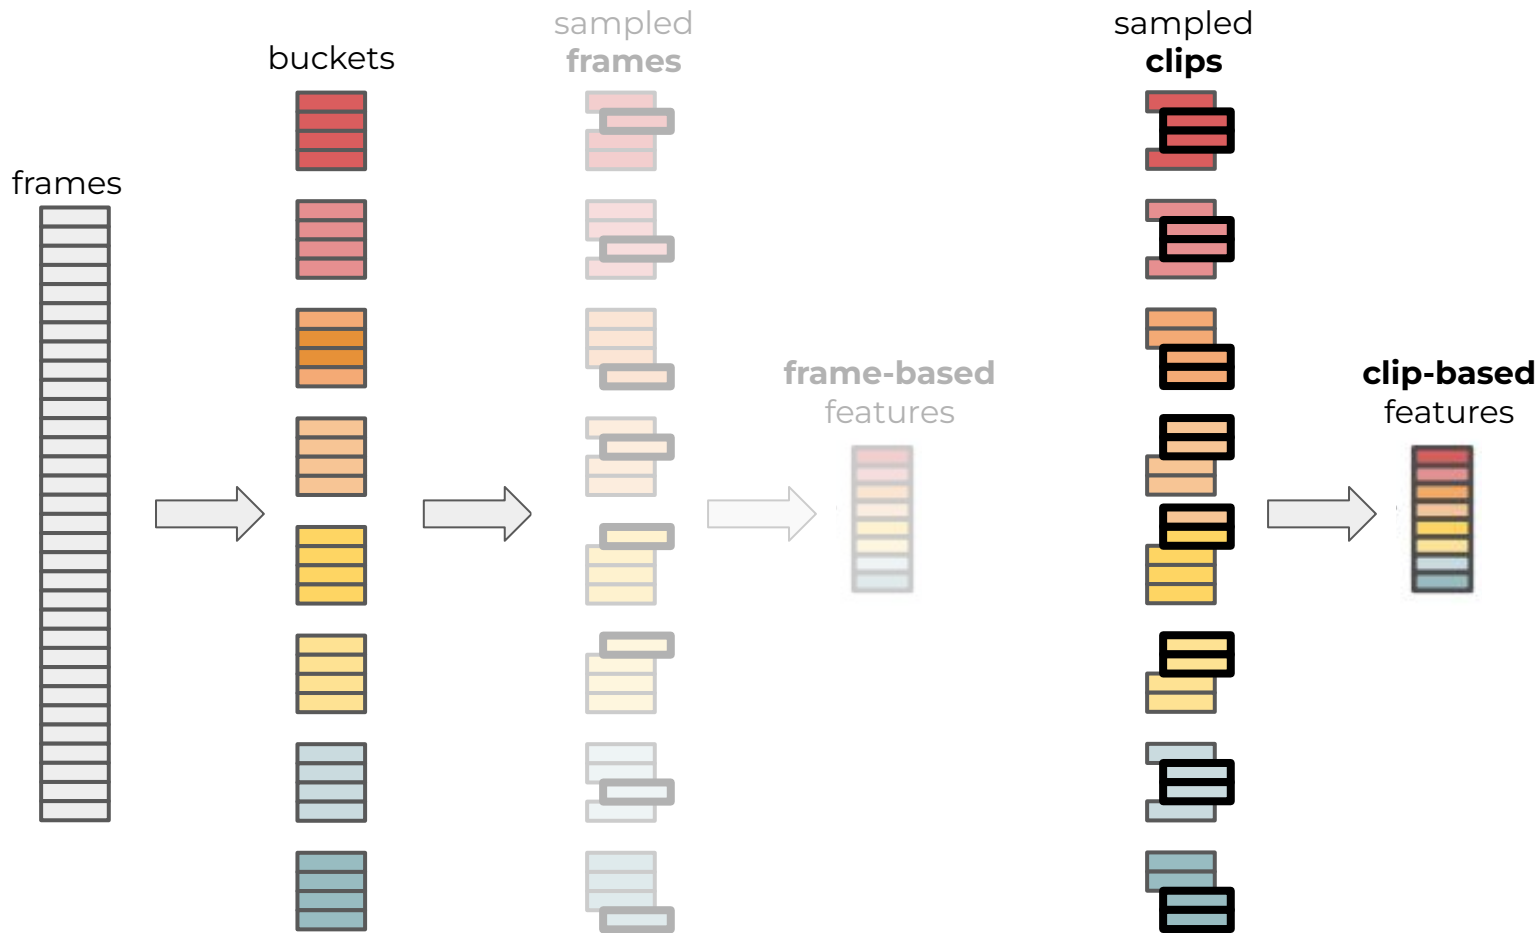 frames
buckets
sampled
frames
frame-based
features
sampled
clips
clip-based
features